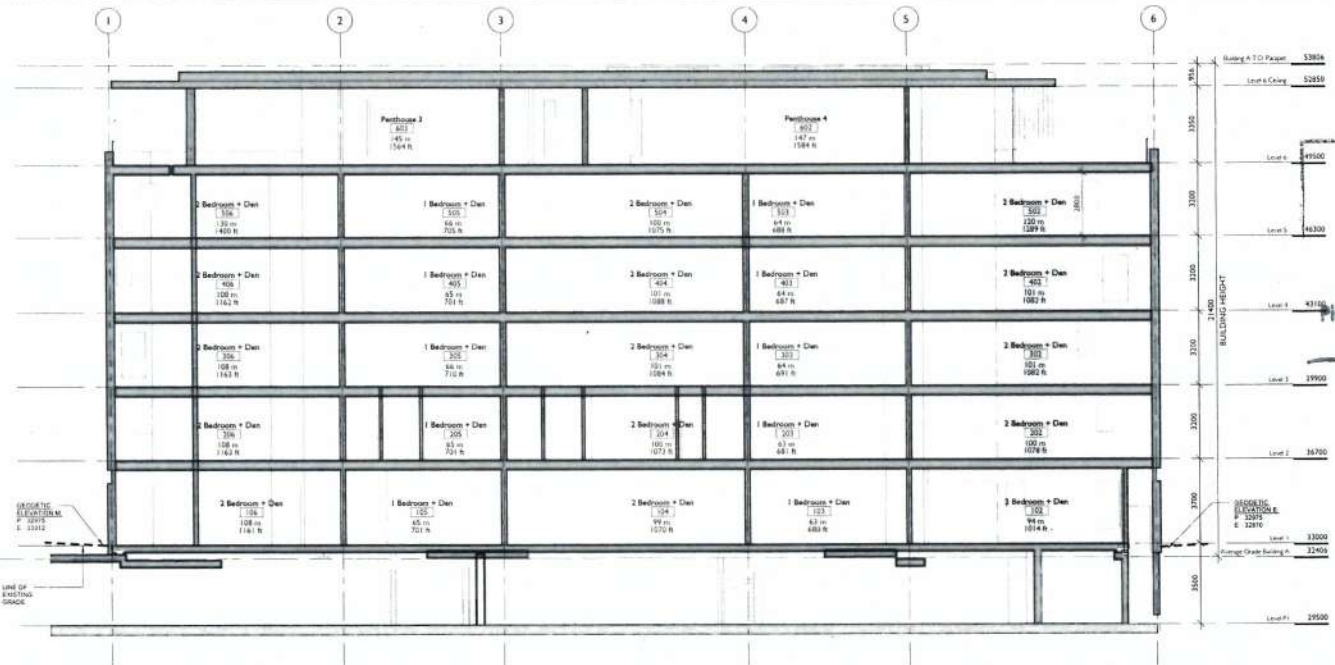 1 2 3 4 5 6
Building A T.O Parapet 53806
956
Level 6 Ceiling 52850
3350
Penthouse 3
603
145 m
1564 ft
Penthouse 4
602
147 m
1584 ft
Level 6 49500
3200
2 Bedroom + Den
506
130 m
1400 ft
1 Bedroom + Den
505
66 m
705 ft
2 Bedroom + Den
504
100 m
1075 ft
1 Bedroom + Den
503
64 m
688 ft
2 Bedroom + Den
502
120 m
1289 ft
2800
Level 5 46300
3200
2 Bedroom + Den
406
108 m
1162 ft
1 Bedroom + Den
405
65 m
701 ft
2 Bedroom + Den
404
101 m
1088 ft
1 Bedroom + Den
403
64 m
687 ft
2 Bedroom + Den
402
101 m
1082 ft
21400
BUILDING HEIGHT
Level 4 43100
3200
2 Bedroom + Den
306
108 m
1163 ft
1 Bedroom + Den
305
66 m
710 ft
2 Bedroom + Den
304
101 m
1084 ft
1 Bedroom + Den
303
64 m
691 ft
2 Bedroom + Den
302
101 m
1082 ft
Level 3 39900
3200
2 Bedroom + Den
206
108 m
1163 ft
1 Bedroom + Den
205
65 m
701 ft
2 Bedroom + Den
204
100 m
1073 ft
1 Bedroom + Den
203
63 m
681 ft
2 Bedroom + Den
202
100 m
1078 ft
Level 2 36700
3700
2 Bedroom + Den
106
108 m
1161 ft
1 Bedroom + Den
105
65 m
701 ft
2 Bedroom + Den
104
99 m
1070 ft
1 Bedroom + Den
103
63 m
680 ft
2 Bedroom + Den
102
94 m
1014 ft
GEODETIC
ELEVATION M.
P 32975
E 33012
GEODETIC
ELEVATION E.
P 32975
E 32870
Level 1 33000
Average Grade Building A 32406
3500
LINE OF
EXISTING
GRADE
Level P1 29500